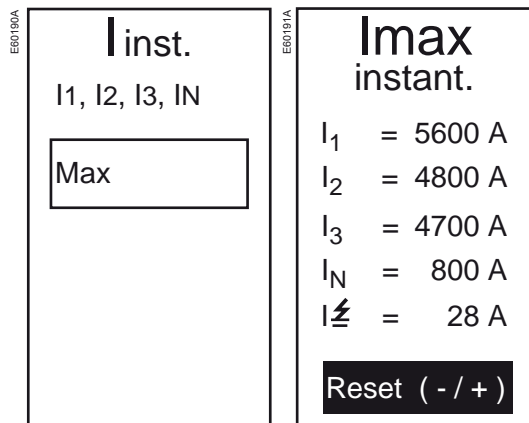 E60190A
I inst.
I1, I2, I3, IN
Max
E60191A
Imax
instant.
I1 = 5600 A
I2 = 4800 A
I3 = 4700 A
IN = 800 A
I⏚ = 28 A
Reset ( - / + )